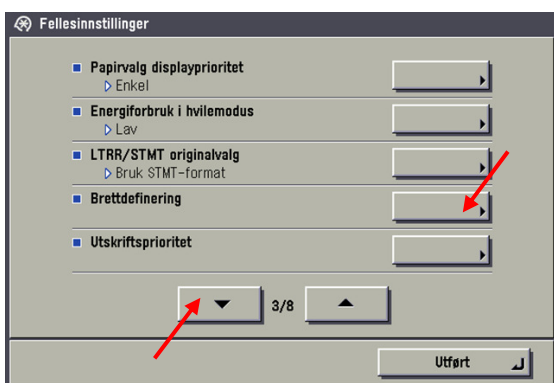 Fellesinnstillinger
Papirvalg displayprioritet
Enkel
Energiforbruk i hvilemodus
Lav
LTRR/STMT originalvalg
Bruk STMT-format
Brettdefinering
Utskriftsprioritet
3/8
Utført